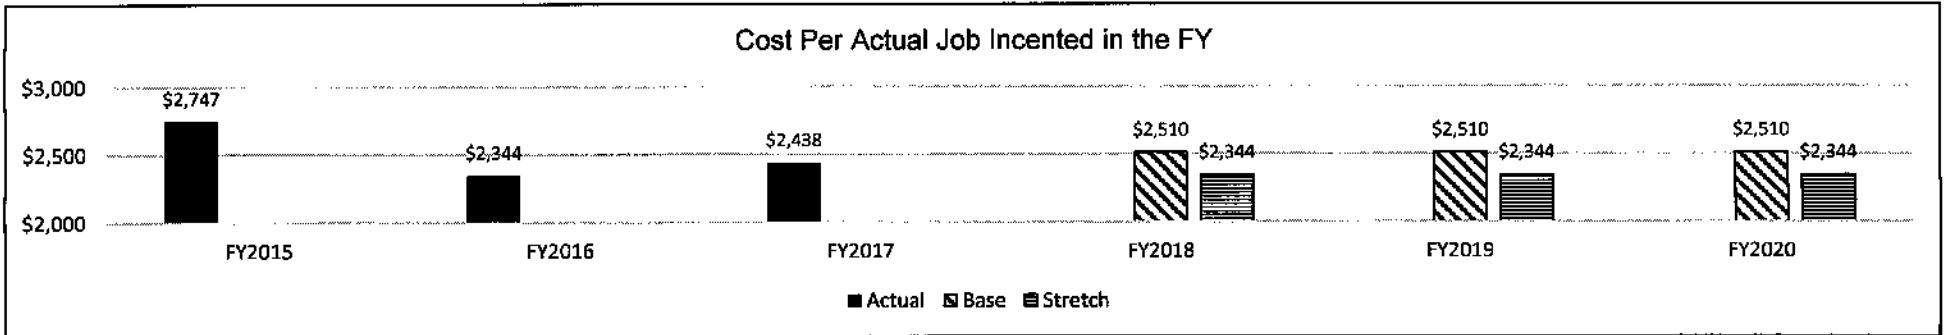 Cost Per Actual Job Incented in the FY
$3,000
$2,747
$2,510
$2,510
$2,510
$2,438
$2,344
$2,344
$2,344
$2,344
$2,500
$2,000
FY2015
FY2016
FY2017
FY2018
FY2019
FY2020
Actual
Base
Stretch